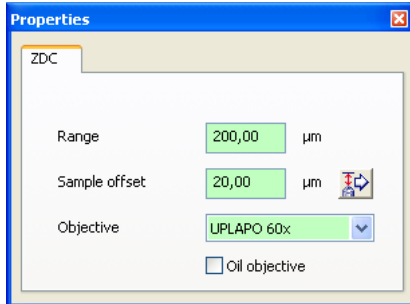 Properties
ZDC
Range 200,00 µm
Sample offset 20,00 µm
Objective UPLAPO 60x
Oil objective